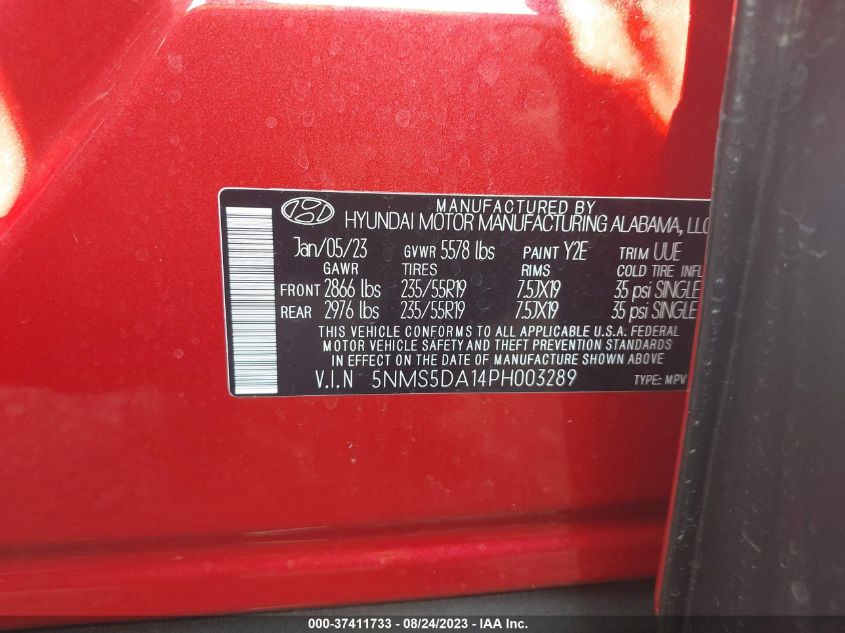 MANUFACTURED BY
HYUNDAI MOTOR MANUFACTURING ALABAMA, LLC
Jan/05/23 GVWR 5578 lbs PAINT Y2E TRIM UUE
GAWR TIRES RIMS COLD TIRE INFL
FRONT 2866 lbs 235/55R19 7.5JX19 35 psi SINGLE
REAR 2976 lbs 235/55R19 7.5JX19 35 psi SINGLE
THIS VEHICLE CONFORMS TO ALL APPLICABLE U.S.A. FEDERAL
MOTOR VEHICLE SAFETY AND THEFT PREVENTION STANDARDS
IN EFFECT ON THE DATE OF MANUFACTURE SHOWN ABOVE
V.I.N 5NMS5DA14PH003289 TYPE: MPV
000-37411733 - 08/24/2023 - © IAA, Inc.